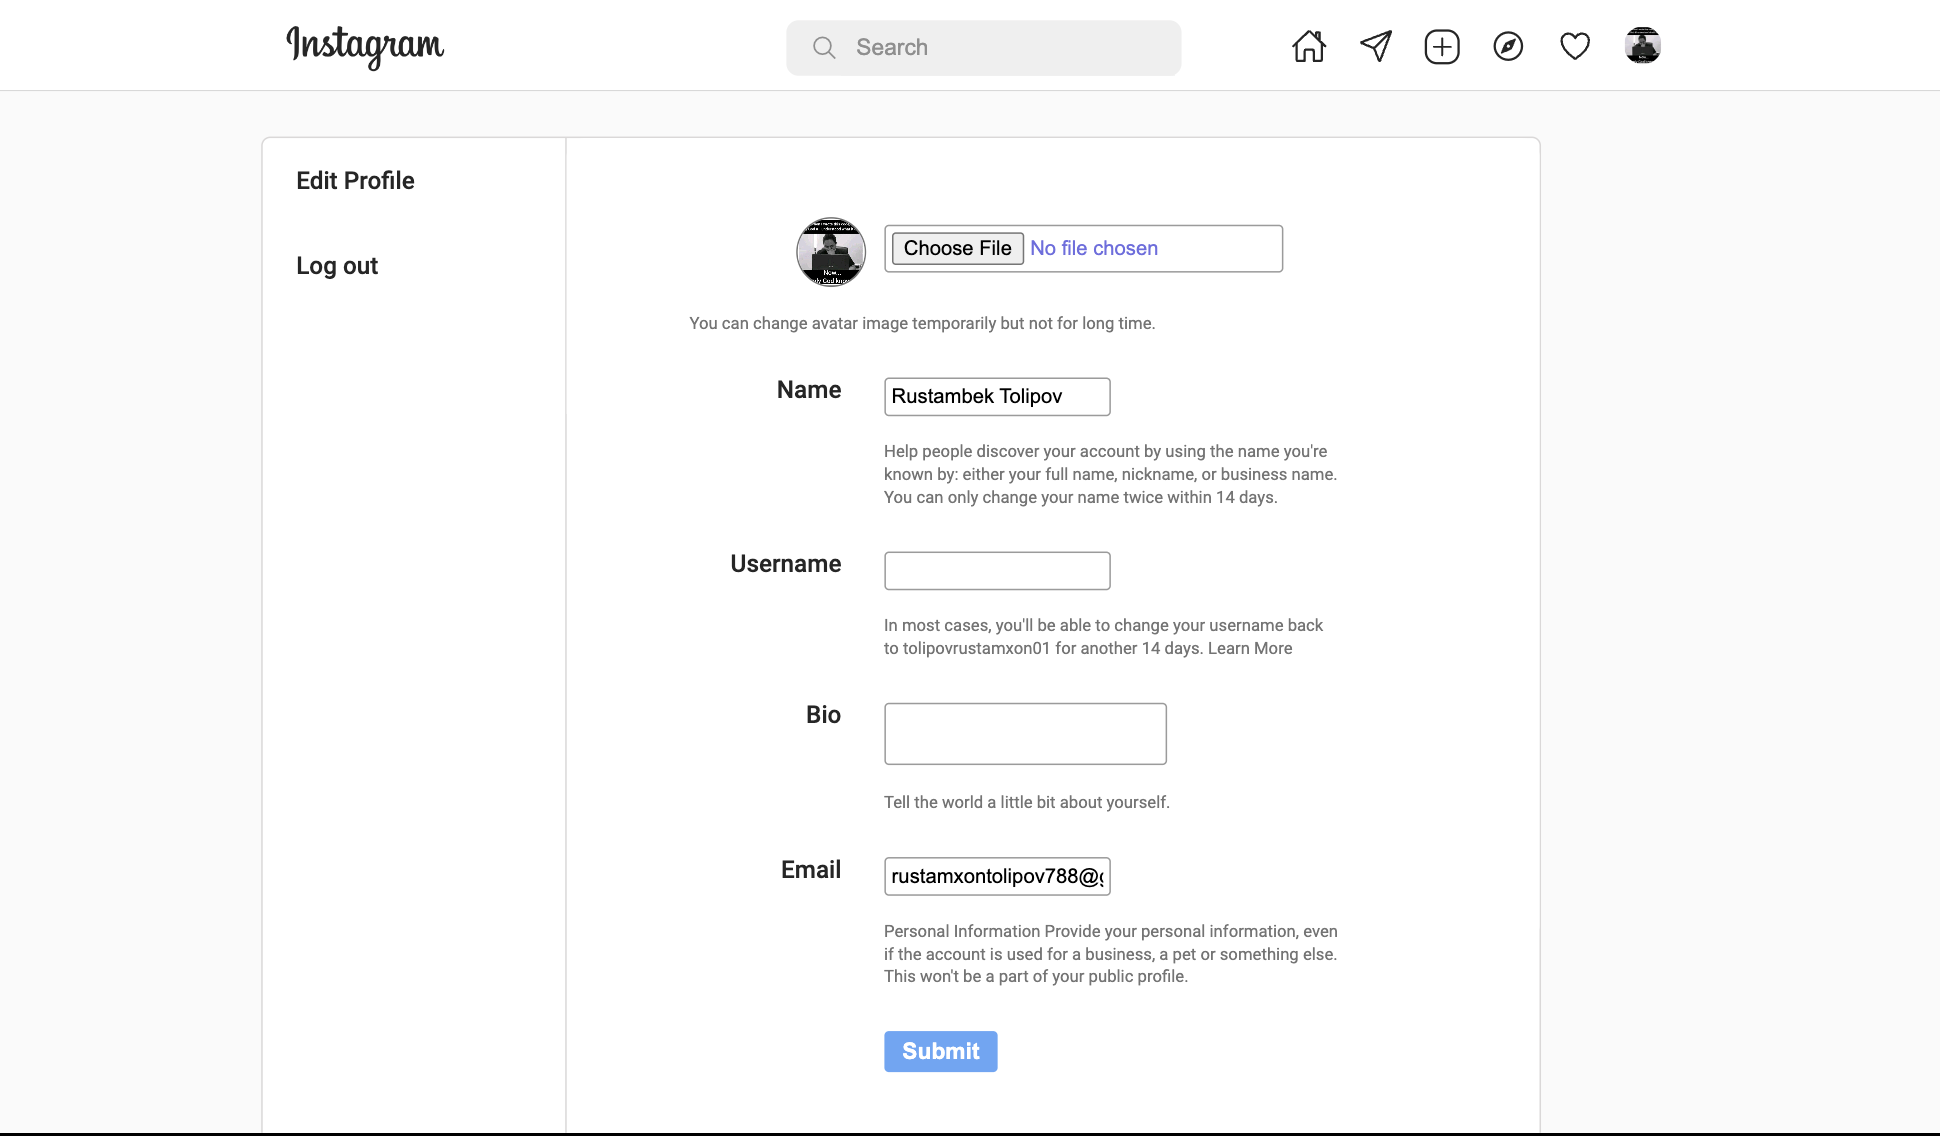 Instagram
Search
Edit Profile
Log out
Now...
Choose File No file chosen
You can change avatar image temporarily but not for long time.
Name
Rustambek Tolipov
Help people discover your account by using the name you're
known by: either your full name, nickname, or business name.
You can only change your name twice within 14 days.
Username
In most cases, you'll be able to change your username back
to tolipovrustamxon01 for another 14 days. Learn More
Bio
Tell the world a little bit about yourself.
Email
rustamxontolipov788@
Personal Information Provide your personal information, even
if the account is used for a business, a pet or something else.
This won't be a part of your public profile.
Submit